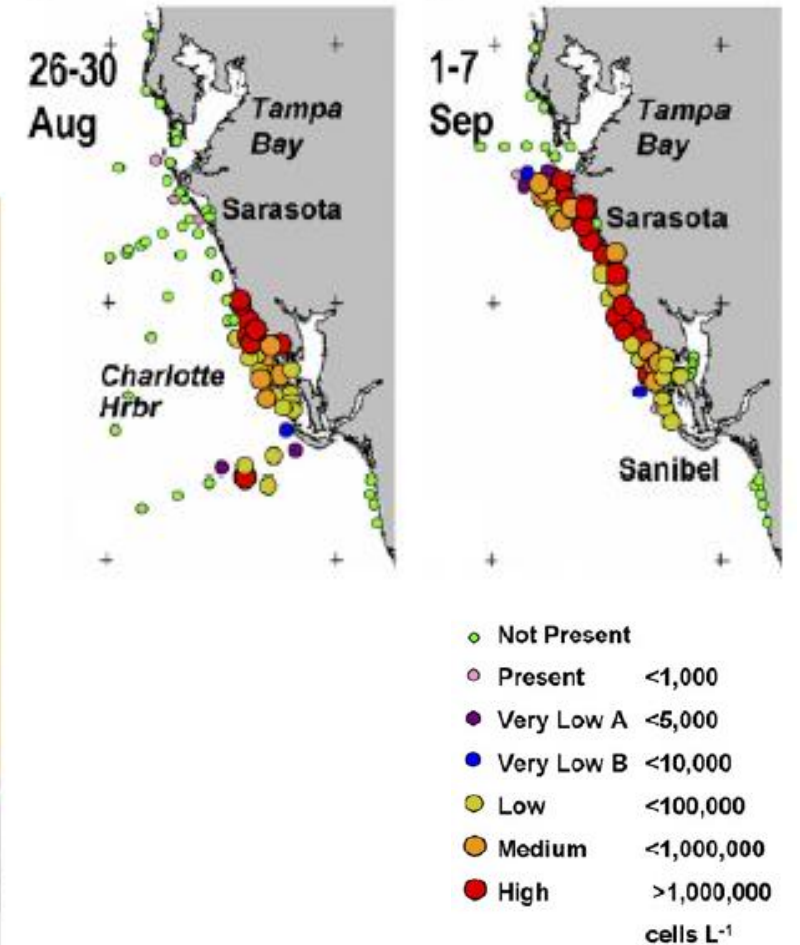 26-30
Aug
Tampa
Bay
Sarasota
Charlotte
Hrbr
1-7
Sep
Tampa
Bay
Sarasota
Sanibel
Not Present
Present <1,000
Very Low A <5,000
Very Low B <10,000
Low <100,000
Medium <1,000,000
High >1,000,000
cells L-1